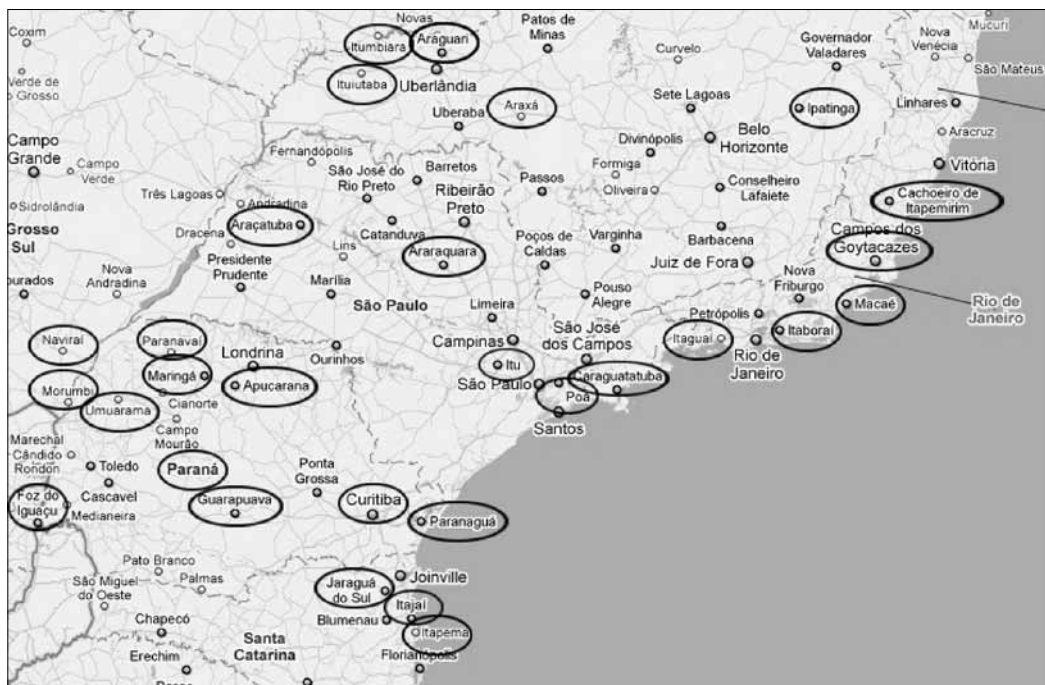 Novas
Patos de
Minas
Mucuri
Coxim
Itumbiara
Araguari
Curvelo
Governador
Valadares
Nova
Venécia
São Mateus
Verde de
o Grosso
Ituiutaba
Uberlândia
Araxá
Sete Lagoas
Ipatinga
Linhares
Uberaba
Aracruz
Campo
Grande
Campo
Verde
Fernandópolis
Barretos
Divinópolis
Belo
Horizonte
Formiga
Vitória
São José do
Rio Preto
Passos
Oliveira
Conselheiro
Lafaiete
Três Lagoas
Andradina
Ribeirão
Preto
Cachoeiro de
Itapemirim
Sidrolândia
Grosso
Sul
Araçatuba
Catanduva
Poços de
Caldas
Varginha
Barbacena
Campos dos
Goytacazes
Dracena
Lins
Araraquara
Juiz de Fora
Presidente
Prudente
Nova
Andradina
ourados
Marília
São Paulo
Limeira
Pouso
Alegre
Nova
Friburgo
Petrópolis
Macaé
Rio de
Janeiro
Naviraí
Paranavaí
Londrina
Ourinhos
Campinas
São José
dos Campos
Itaguaí
Rio de
Janeiro
Itaboraí
Maringá
Apucarana
Itu
São Paulo
Caraguatatuba
Poá
Santos
Morumbi
Umuarama
Cianorte
Campo
Mourão
Marechal
Cândido
Rondon
Toledo
Cascavel
Paraná
Ponta
Grossa
Foz do
Iguaçu
Medianeira
Guarapuava
Curitiba
Paranaguá
Pato Branco
Palmas
São Miguel
do Oeste
Jaraguá
do Sul
Joinville
Itajaí
Chapecó
Blumenau
Itapema
Santa
Catarina
Erechim
Florianópolis